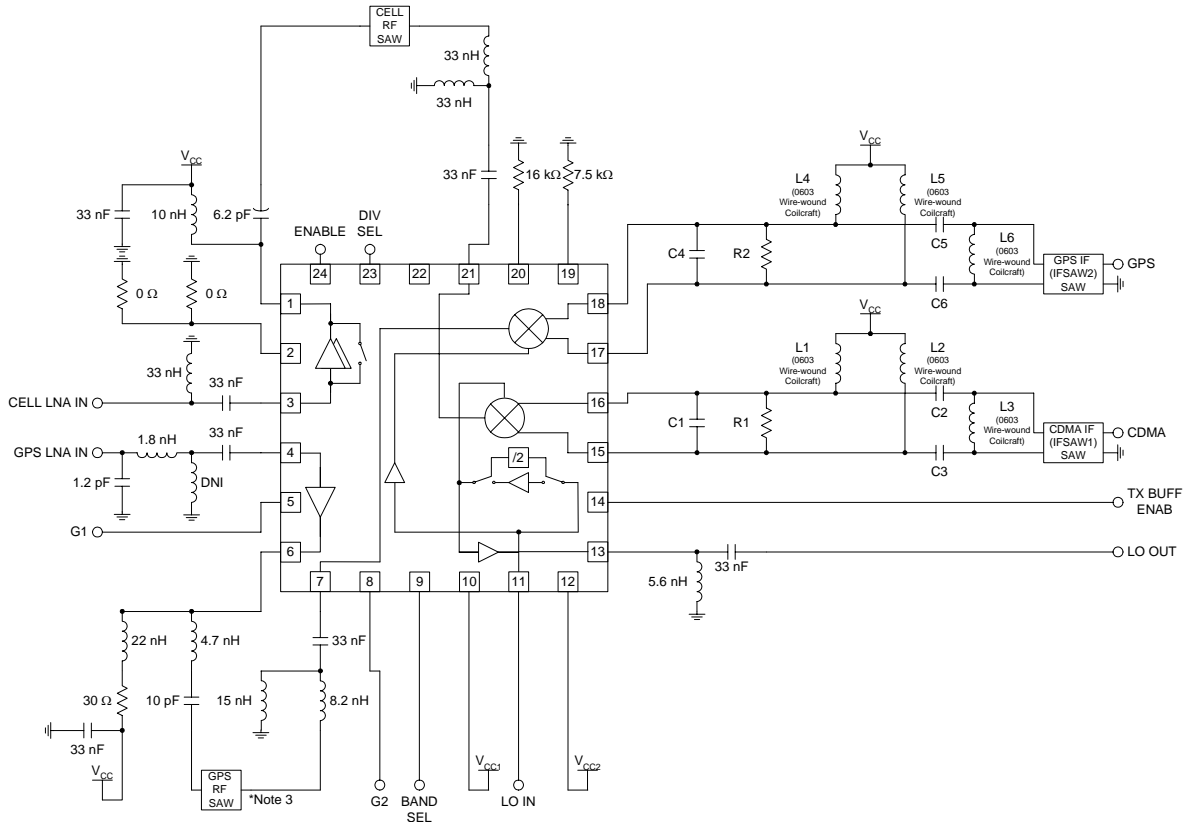 CELL
RF
SAW
33 nH
33 nH
VCC
33 nF
10 nH
6.2 pF
33 nF
16 kΩ
7.5 kΩ
ENABLE
DIV
SEL
24
23
22
21
20
19
0 Ω
0 Ω
1
2
3
4
5
6
33 nH
33 nF
CELL LNA IN
GPS LNA IN
1.8 nH
33 nF
1.2 pF
DNI
G1
/2
18
17
16
15
14
13
VCC
L4
(0603
Wire-wound
Coilcraft)
L5
(0603
Wire-wound
Coilcraft)
C4
R2
C5
C6
L6
(0603
Wire-wound
Coilcraft)
GPS IF
(IFSAW2)
SAW
GPS
VCC
L1
(0603
Wire-wound
Coilcraft)
L2
(0603
Wire-wound
Coilcraft)
C1
R1
C2
C3
L3
(0603
Wire-wound
Coilcraft)
CDMA IF
(IFSAW1)
SAW
CDMA
TX BUFF
ENAB
LO OUT
33 nF
5.6 nH
7
8
9
10
11
12
22 nH
4.7 nH
33 nF
30 Ω
10 pF
15 nH
8.2 nH
33 nF
VCC
GPS
RF
SAW
*Note 3
G2
BAND
SEL
VCC1
LO IN
VCC2